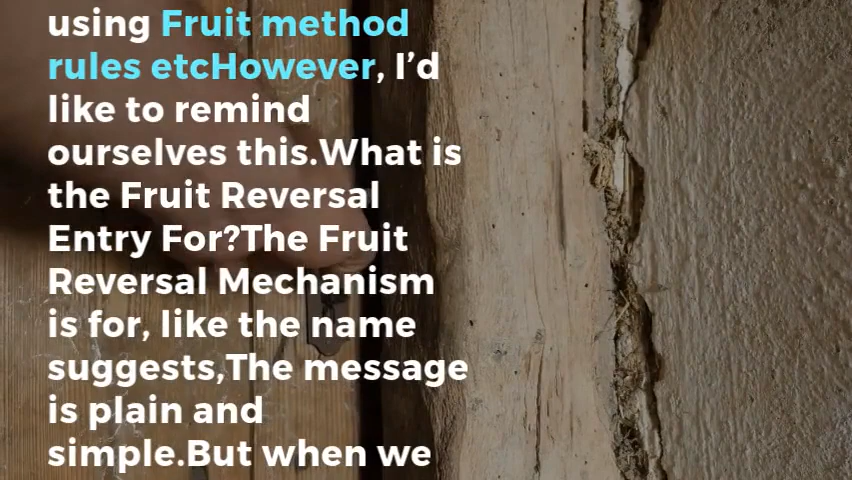 using Fruit method
rules etcHowever, I’d
like to remind
ourselves this.What is
the Fruit Reversal
Entry For?The Fruit
Reversal Mechanism
is for, like the name
suggests,The message
is plain and
simple.But when we